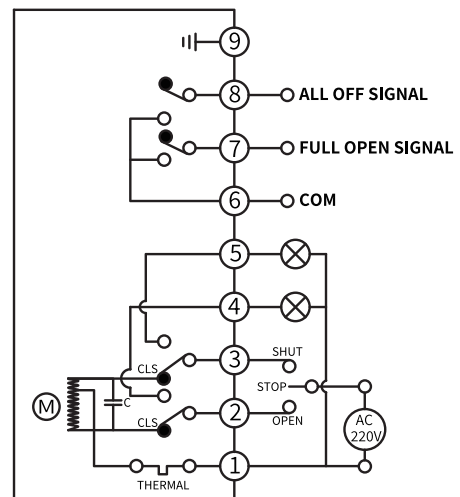 9
8 ALL OFF SIGNAL
7 FULL OPEN SIGNAL
6 COM
5
4
3 SHUT
CLS
STOP
M
C
CLS
2 OPEN
AC
220V
1
THERMAL